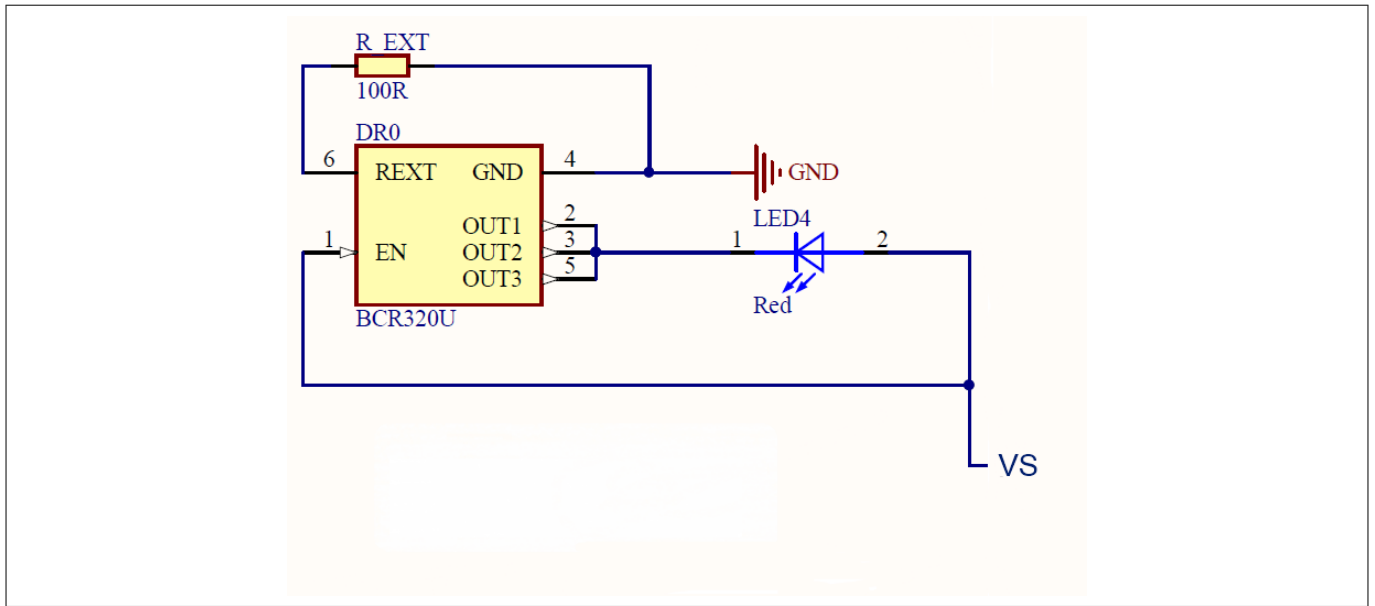 R_EXT
100R
DR0
6 REXT GND 4
GND
OUT1 2
1 EN OUT2 3
OUT3 5
BCR320U
LED4
1 2
Red
VS